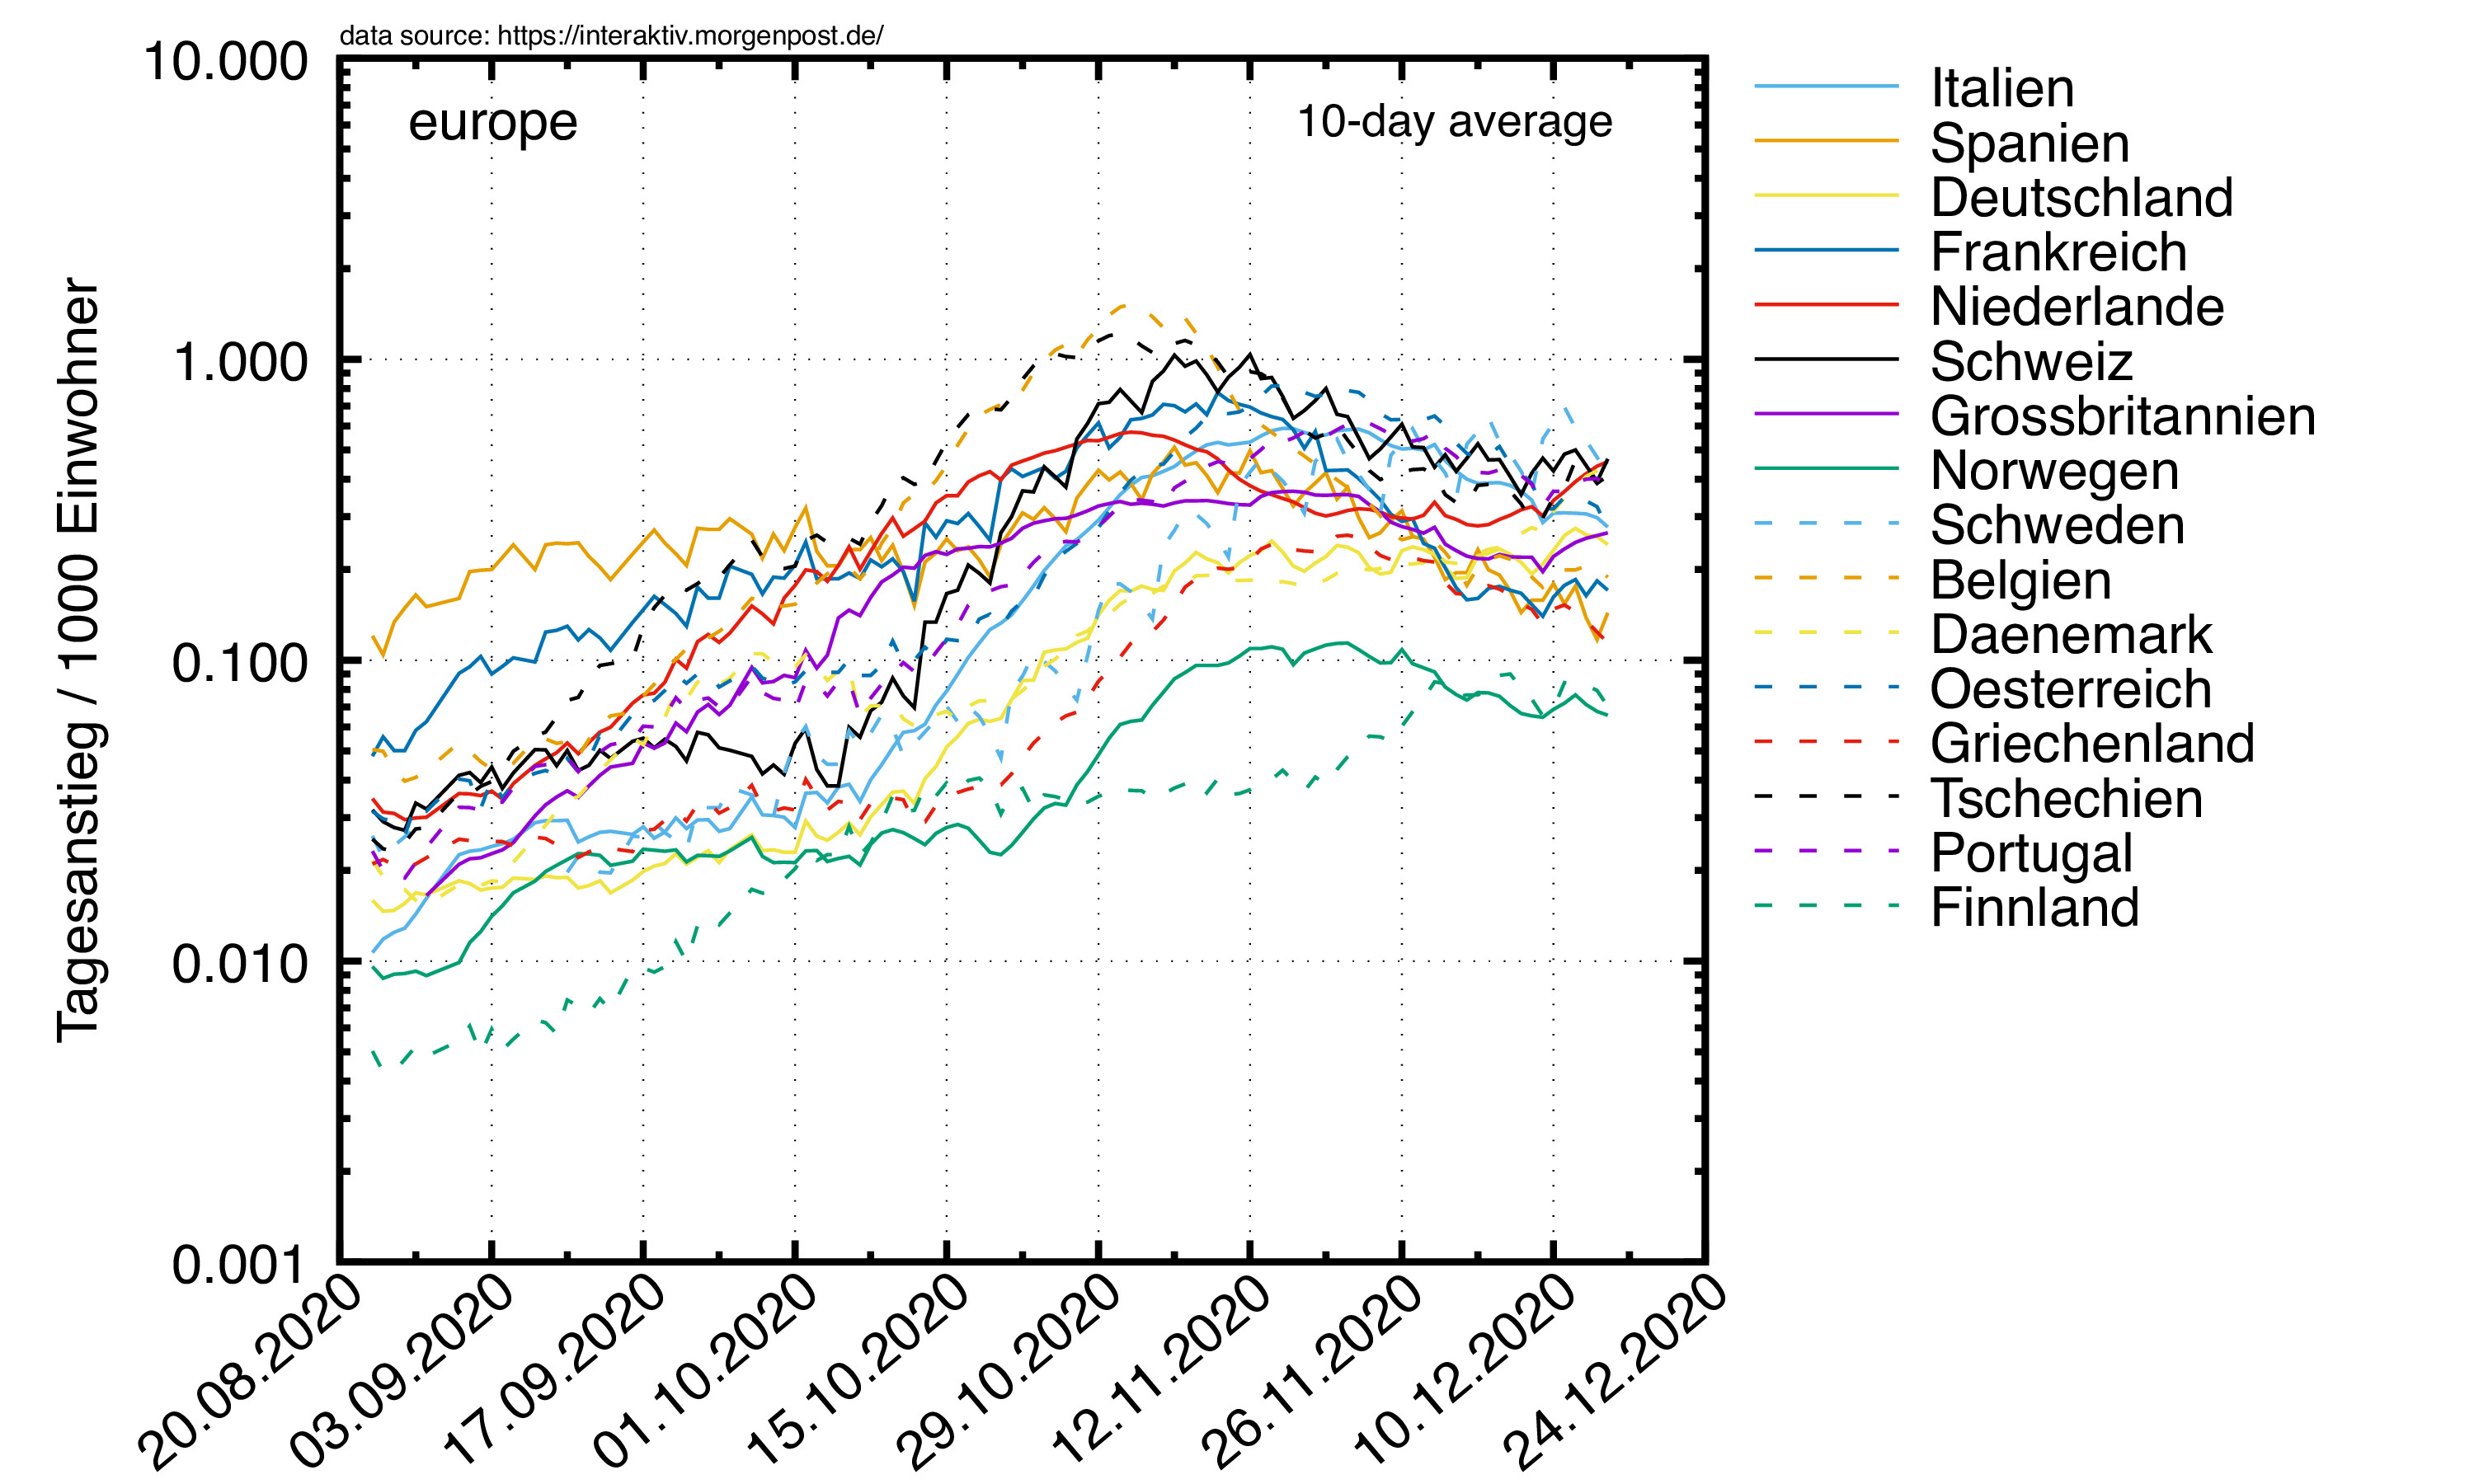 data source: https://interaktiv.morgenpost.de/
europe
10-day average
Tagesanstieg / 1000 Einwohner
10.000
1.000
0.100
0.010
0.001
20.08.2020
03.09.2020
17.09.2020
01.10.2020
15.10.2020
29.10.2020
12.11.2020
26.11.2020
10.12.2020
24.12.2020
Italien
Spanien
Deutschland
Frankreich
Niederlande
Schweiz
Grossbritannien
Norwegen
Schweden
Belgien
Daenemark
Oesterreich
Griechenland
Tschechien
Portugal
Finnland